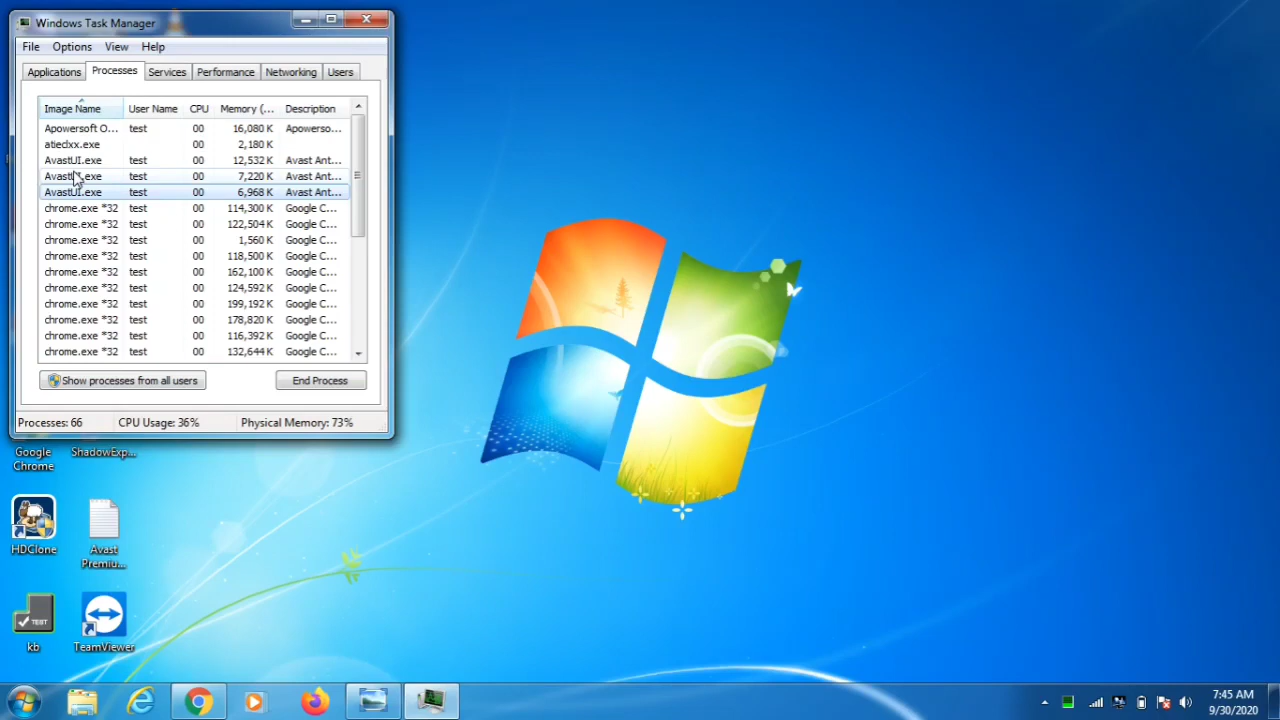 Windows Task Manager
File Options View Help
Applications Processes Services Performance Networking Users
Image Name User Name CPU Memory (... Description
Apowersoft O... test 00 16,080 K Apowerso...
atieclxx.exe 00 2,180 K
AvastUI.exe test 00 12,532 K Avast Ant...
AvastUI.exe test 00 7,220 K Avast Ant...
AvastUI.exe test 00 6,968 K Avast Ant...
chrome.exe *32 test 00 114,300 K Google C...
chrome.exe *32 test 00 122,504 K Google C...
chrome.exe *32 test 00 1,560 K Google C...
chrome.exe *32 test 00 118,500 K Google C...
chrome.exe *32 test 00 162,100 K Google C...
chrome.exe *32 test 00 124,592 K Google C...
chrome.exe *32 test 00 199,192 K Google C...
chrome.exe *32 test 00 178,820 K Google C...
chrome.exe *32 test 00 116,392 K Google C...
chrome.exe *32 test 00 132,644 K Google C...
Show processes from all users End Process
Processes: 66 CPU Usage: 36% Physical Memory: 73%
Google
Chrome
ShadowExp...
HDClone
Avast
Premiu...
TEST
kb
TeamViewer
7:45 AM
9/30/2020